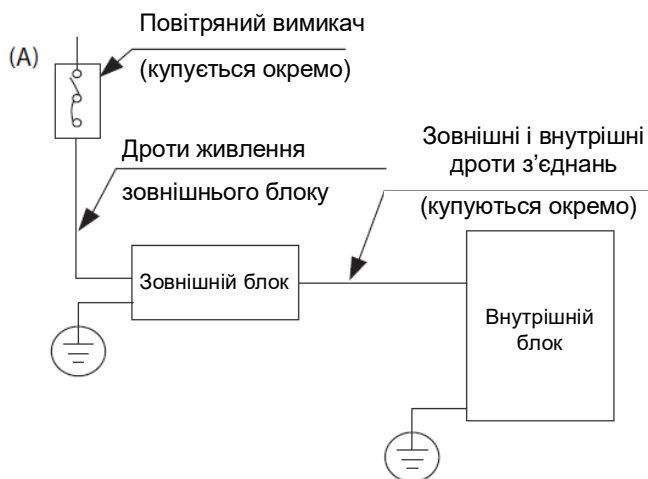 (A)
Повітряний вимикач
(купується окремо)
Дроти живлення
зовнішнього блоку
Зовнішні і внутрішні
дроти з’єднань
(купуються окремо)
Зовнішній блок
Внутрішній
блок